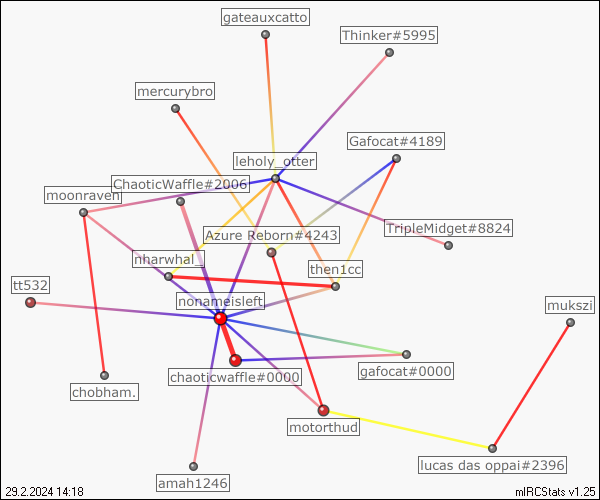 gateauxcatto
Thinker#5995
mercurybro
Gafocat#4189
leholy_otter
ChaoticWaffle#2006
moonraven
TripleMidget#8824
Azure Reborn#4243
nharwhal_
then1cc
tt532
nonameisleft
mukszi
chaoticwaffle#0000
gafocat#0000
chobham.
motorthud
lucas das oppai#2396
amah1246
29.2.2024 14:18
mIRCStats v1.25